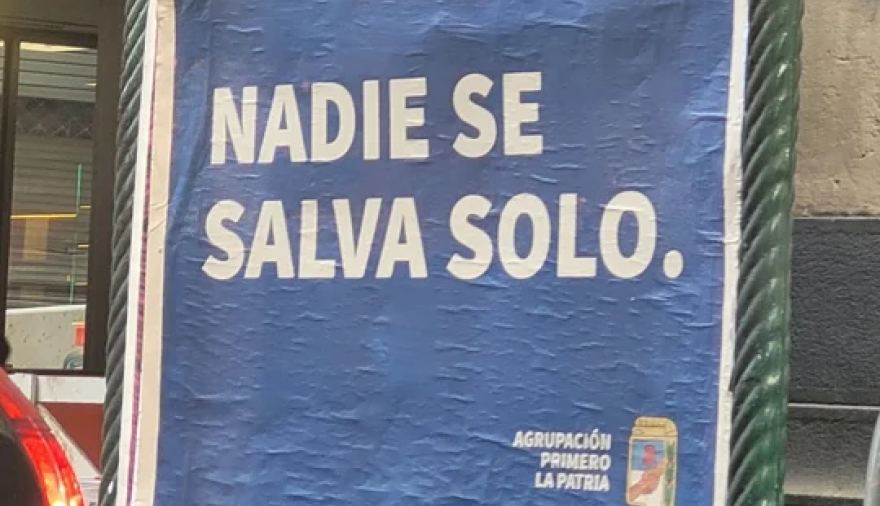 NADIE SE
SALVA SOLO.
AGRUPACIÓN
PRIMERO
LA PATRIA